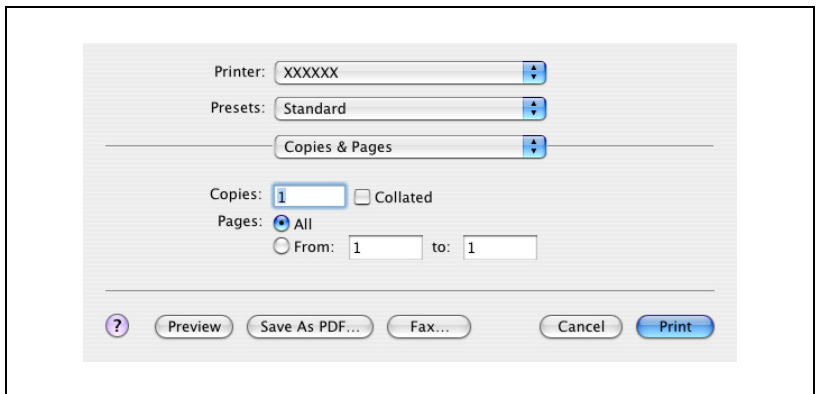 Printer: XXXXXX
Presets: Standard
Copies & Pages
Copies: 1 Collated
Pages: All
From: 1 to: 1
? Preview Save As PDF... Fax... Cancel Print